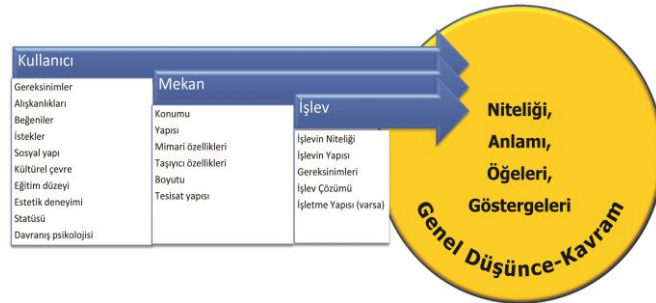 Kullanıcı
Gereksinimler
Alışkanlıkları
Beğeniler
İstekler
Sosyal yapı
Kültürel çevre
Eğitim düzeyi
Estetik deneyimi
Statüsü
Davranış psikolojisi
Mekan
Konumu
Yapısı
Mimari özellikleri
Taşıyıcı özellikleri
Boyutu
Tesisat yapısı
İşlev
İşlevin Niteliği
İşlevin Yapısı
Gereksinimleri
İşlev Çözümü
İşletme Yapısı (varsa)
Niteliği,
Anlamı,
Öğeleri,
Göstergeleri
Genel Düşünce-Kavram